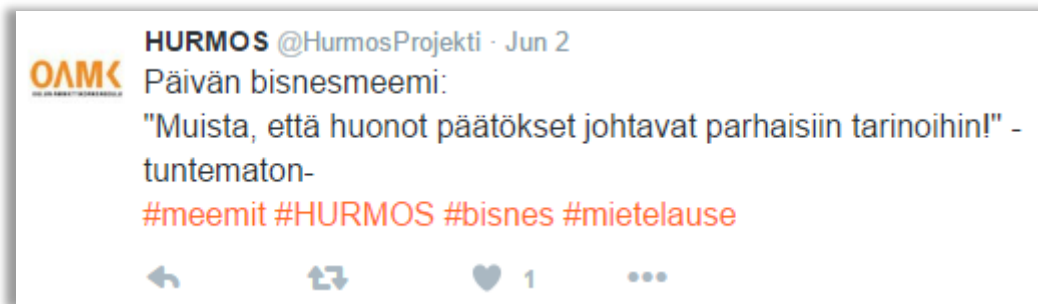 HURMOS @HurmosProjekti · Jun 2
OAMK
Päivän bisnesmeemi:
"Muista, että huonot päätökset johtavat parhaisiin tarinoihin!" -
tuntematon-
#meemit #HURMOS #bisnes #mietelause
1